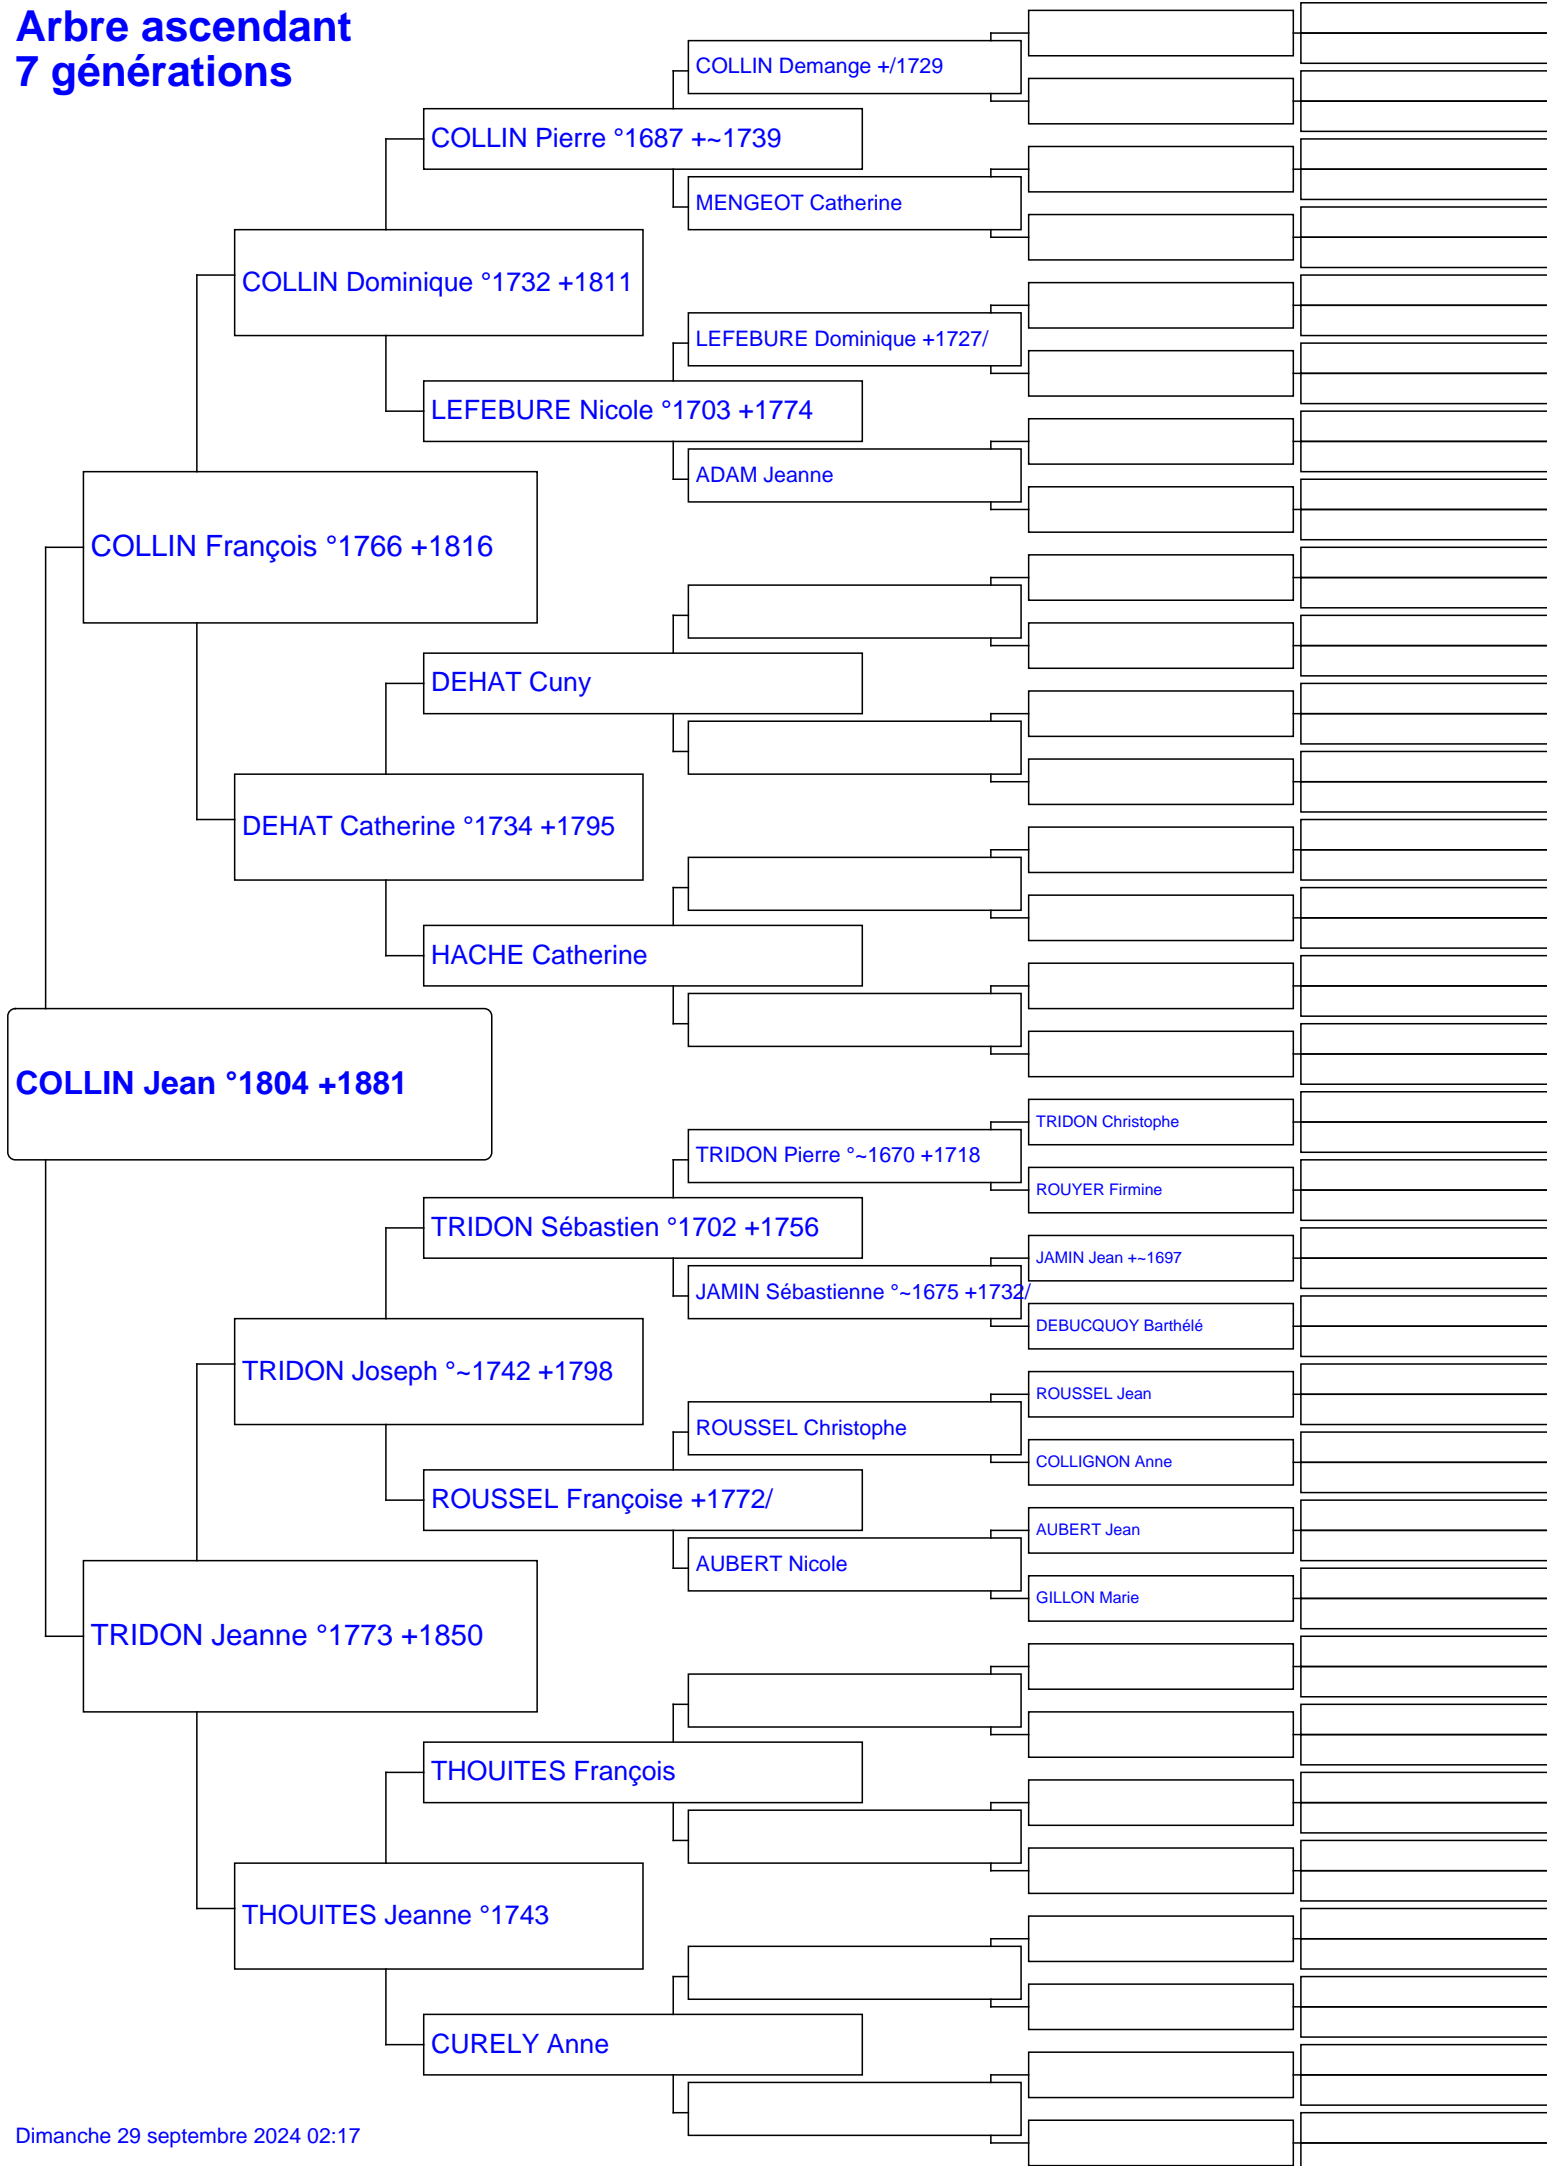 Arbre ascendant
7 générations
COLLIN Demange +/1729
COLLIN Pierre °1687 +~1739
MENGEOT Catherine
COLLIN Dominique °1732 +1811
LEFEBURE Dominique +1727/
LEFEBURE Nicole °1703 +1774
ADAM Jeanne
COLLIN François °1766 +1816
DEHAT Cuny
DEHAT Catherine °1734 +1795
HACHE Catherine
COLLIN Jean °1804 +1881
TRIDON Christophe
TRIDON Pierre °~1670 +1718
ROUYER Firmine
TRIDON Sébastien °1702 +1756
JAMIN Jean +~1697
JAMIN Sébastienne °~1675 +1732/
DEBUCQUOY Barthélé
TRIDON Joseph °~1742 +1798
ROUSSEL Jean
ROUSSEL Christophe
COLLIGNON Anne
ROUSSEL Françoise +1772/
AUBERT Jean
AUBERT Nicole
GILLON Marie
TRIDON Jeanne °1773 +1850
THOUITES François
THOUITES Jeanne °1743
CURELY Anne
Dimanche 29 septembre 2024 02:17